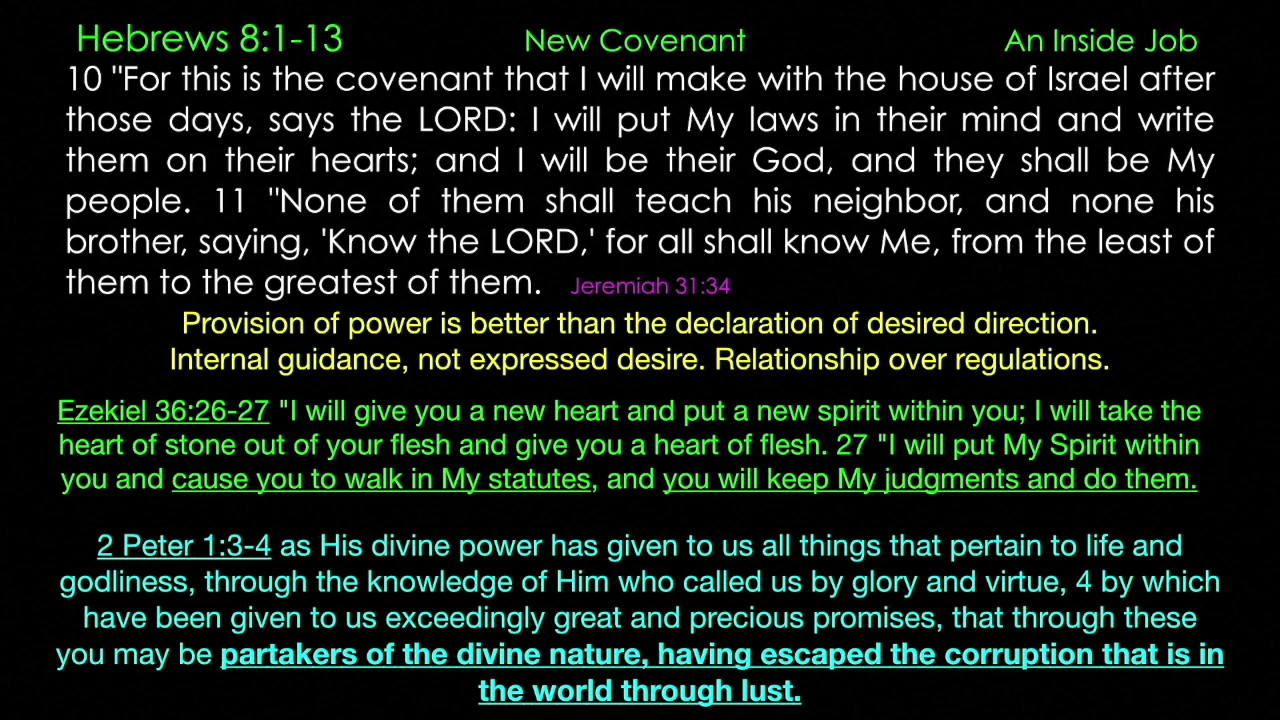 Hebrews 8:1-13 New Covenant An Inside Job
10 "For this is the covenant that I will make with the house of Israel after
those days, says the LORD: I will put My laws in their mind and write
them on their hearts; and I will be their God, and they shall be My
people. 11 "None of them shall teach his neighbor, and none his
brother, saying, 'Know the LORD,' for all shall know Me, from the least of
them to the greatest of them. Jeremiah 31:34
Provision of power is better than the declaration of desired direction.
Internal guidance, not expressed desire. Relationship over regulations.
Ezekiel 36:26-27 "I will give you a new heart and put a new spirit within you; I will take the
heart of stone out of your flesh and give you a heart of flesh. 27 "I will put My Spirit within
you and cause you to walk in My statutes, and you will keep My judgments and do them.
2 Peter 1:3-4 as His divine power has given to us all things that pertain to life and
godliness, through the knowledge of Him who called us by glory and virtue, 4 by which
have been given to us exceedingly great and precious promises, that through these
you may be partakers of the divine nature, having escaped the corruption that is in
the world through lust.